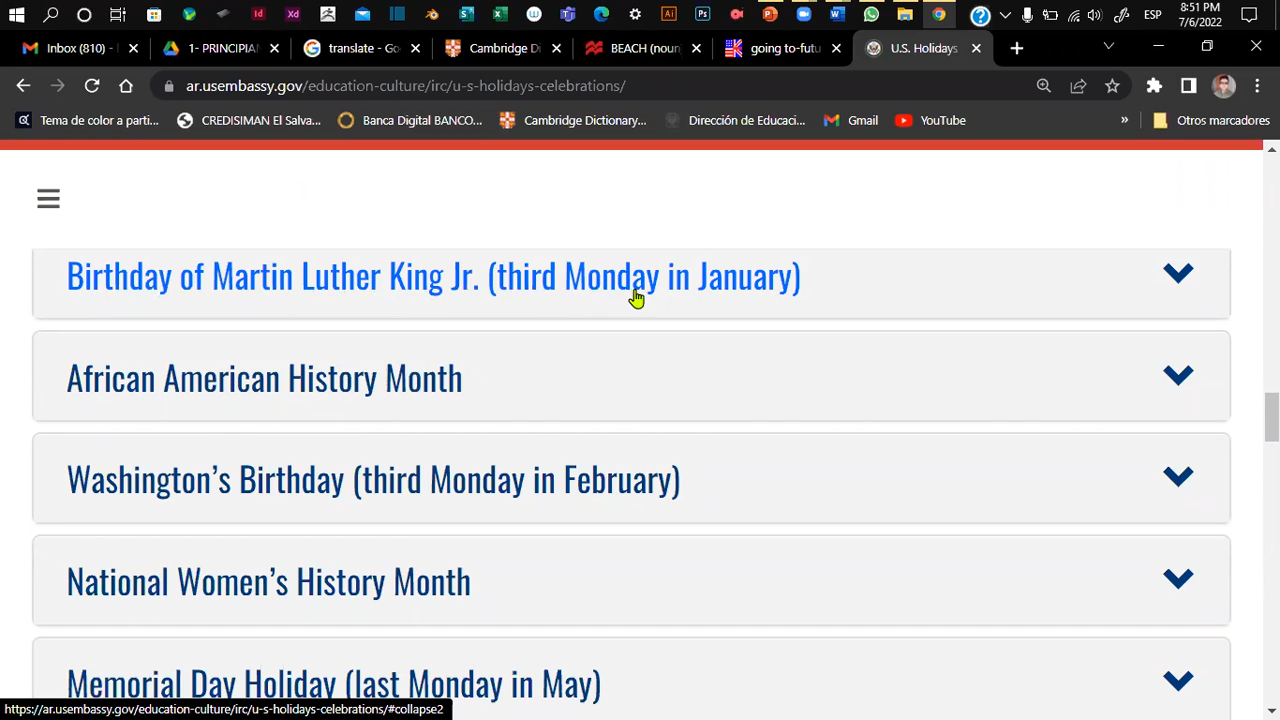 8:51 PM
ESP
7/6/2022
Inbox (810) -
1- PRINCIPIAN
translate - Go
Cambridge Di
BEACH (noun
going to-futu
U.S. Holidays
ar.usembassy.gov/education-culture/irc/u-s-holidays-celebrations/
Tema de color a parti...
CREDISIMAN El Salva...
Banca Digital BANCO...
Cambridge Dictionary...
Dirección de Educaci...
Gmail
YouTube
»
Otros marcadores
Birthday of Martin Luther King Jr. (third Monday in January)
African American History Month
Washington’s Birthday (third Monday in February)
National Women’s History Month
Memorial Day Holiday (last Monday in May)
https://ar.usembassy.gov/education-culture/irc/u-s-holidays-celebrations/#collapse2